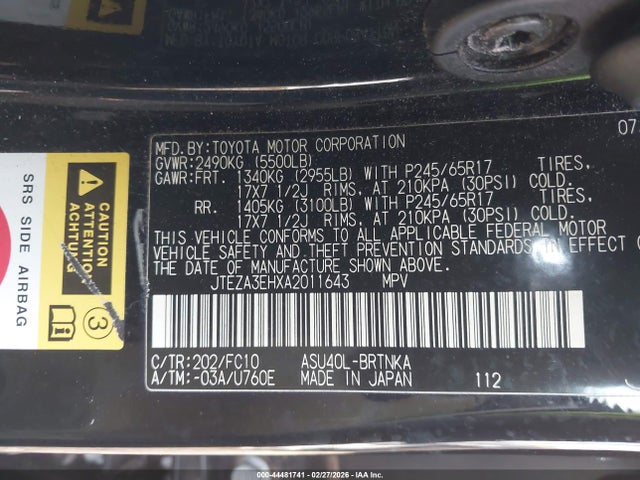 07
MFD.BY:TOYOTA MOTOR CORPORATION
GVWR:2490KG (5500LB)
GAWR:FRT. 1340KG (2955LB) WITH P245/65R17 TIRES,
17X7 1/2J RIMS, AT 210KPA (30PSI) COLD.
RR. 1405KG (3100LB) WITH P245/65R17 TIRES,
17X7 1/2J RIMS, AT 210KPA (30PSI) COLD.
THIS VEHICLE CONFORMS TO ALL APPLICABLE FEDERAL MOTOR
VEHICLE SAFETY AND THEFT PREVENTION STANDARDS IN EFFECT
ON THE DATE OF MANUFACTURE SHOWN ABOVE.
JTEZA3EHXA2011643 MPV
C/TR:202/FC10 ASU40L-BRTNKA
A/TM:-03A/U760E MADE IN JAPAN 112
SRS SIDE AIRBAG
CAUTION
ATTENTION
ACHTUNG
i
3
000-44481741 | 02/27/2026 - IAA, Inc.